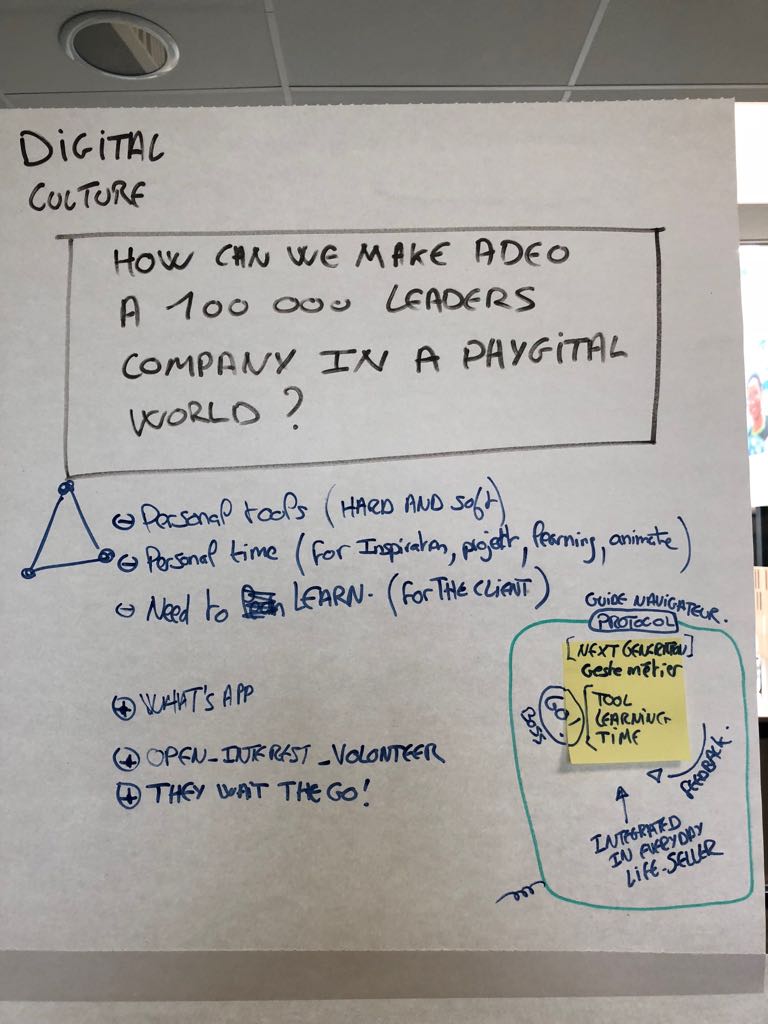 DIGITAL
CULTURE
HOW CAN WE MAKE ADEO
A 100 000 LEADERS
COMPANY IN A PHYGITAL
WORLD ?
⊖ Personal tools (HARD AND Soft)
⊖ Personal time (for Inspiration, projett, learning, animate)
⊖ Need to LEARN. (for THE CLIENT)
⊕ WHAT'S APP
⊕ OPEN_INTEREST_VOLONTEER
⊕ THEY WAIT THE GO!
GUIDE NAVIGATEUR.
PROTOCOL
[NEXT GENERATION]
Geste métier
BOSS
GO!
[TOOL
LEARNING
TIME
FEEDBACK.
INTEGRATED
IN EVERYDAY
LIFE-SELLER